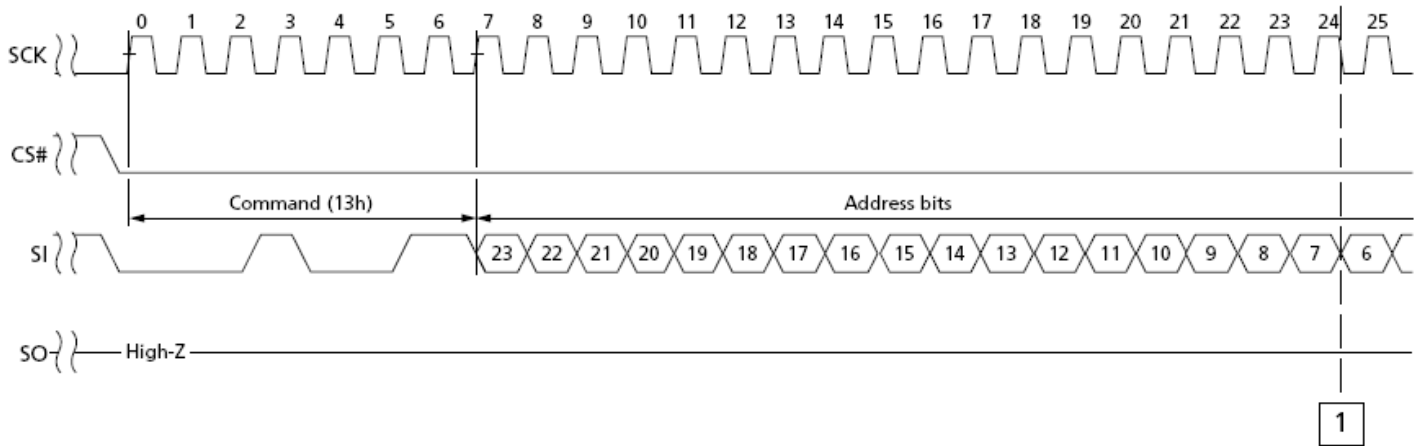 0 1 2 3 4 5 6 7 8 9 10 11 12 13 14 15 16 17 18 19 20 21 22 23 24 25
SCK
CS#
Command (13h) Address bits
SI 23 22 21 20 19 18 17 16 15 14 13 12 11 10 9 8 7 6
SO High-Z
1